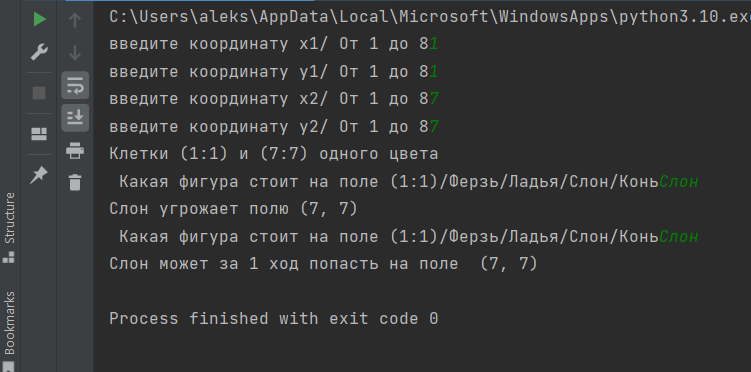 C:\Users\aleks\AppData\Local\Microsoft\WindowsApps\python3.10.exe
введите координату x1/ От 1 до 81
введите координату y1/ От 1 до 81
введите координату x2/ От 1 до 87
введите координату y2/ От 1 до 87
Клетки (1:1) и (7:7) одного цвета
Какая фигура стоит на поле (1:1)/Ферзь/Ладья/Слон/КоньСлон
Слон угрожает полю (7, 7)
Какая фигура стоит на поле (1:1)/Ферзь/Ладья/Слон/КоньСлон
Слон может за 1 ход попасть на поле  (7, 7)
Process finished with exit code 0
Structure
Bookmarks